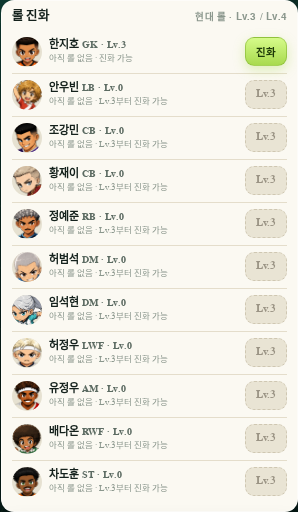 롤 진화
현대 롤 · Lv.3 / Lv.4
한지호 GK · Lv.3
아직 롤 없음 · 진화 가능
진화
안우빈 LB · Lv.0
아직 롤 없음 · Lv.3부터 진화 가능
Lv.3
조강민 CB · Lv.0
아직 롤 없음 · Lv.3부터 진화 가능
Lv.3
황재이 CB · Lv.0
아직 롤 없음 · Lv.3부터 진화 가능
Lv.3
정예준 RB · Lv.0
아직 롤 없음 · Lv.3부터 진화 가능
Lv.3
허범석 DM · Lv.0
아직 롤 없음 · Lv.3부터 진화 가능
Lv.3
임석현 DM · Lv.0
아직 롤 없음 · Lv.3부터 진화 가능
Lv.3
허정우 LWF · Lv.0
아직 롤 없음 · Lv.3부터 진화 가능
Lv.3
유정우 AM · Lv.0
아직 롤 없음 · Lv.3부터 진화 가능
Lv.3
배다온 RWF · Lv.0
아직 롤 없음 · Lv.3부터 진화 가능
Lv.3
차도훈 ST · Lv.0
아직 롤 없음 · Lv.3부터 진화 가능
Lv.3